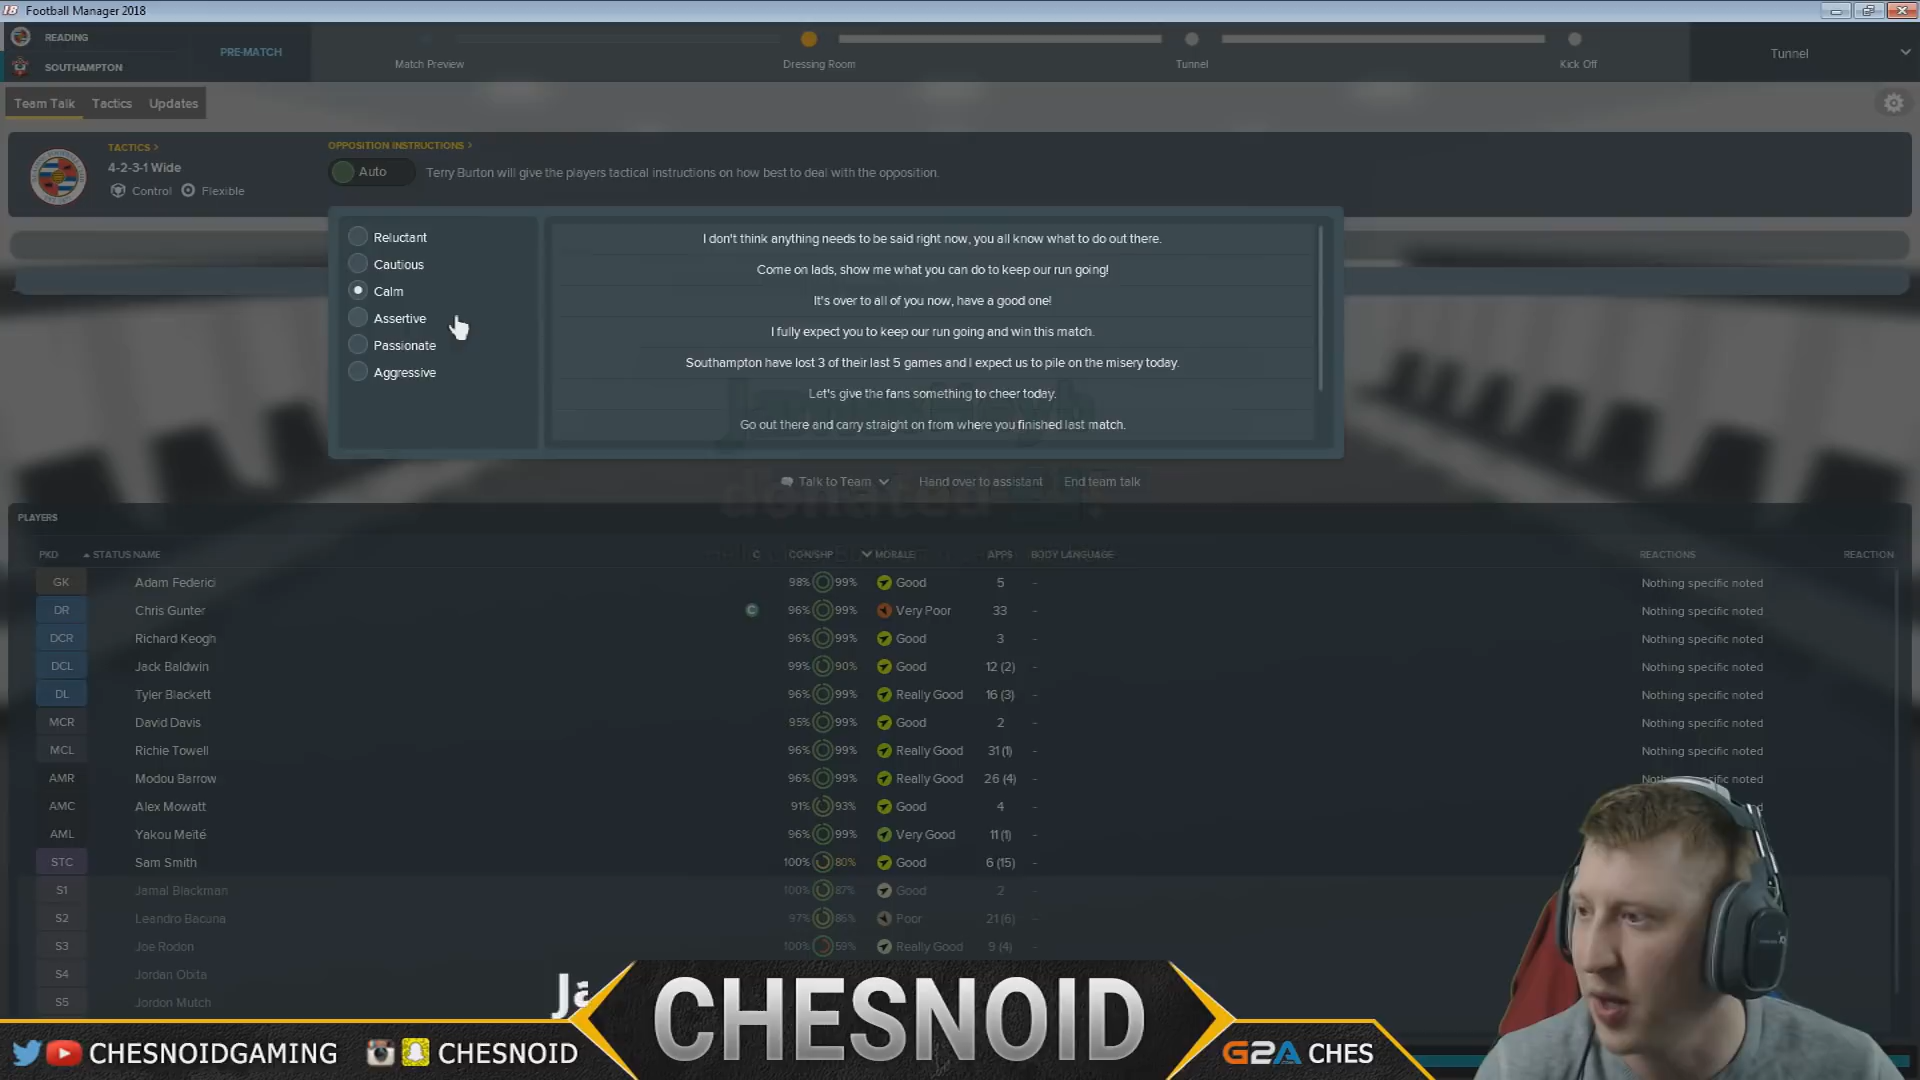 Football Manager 2018
READING
SOUTHAMPTON
PRE-MATCH
Match Preview
Dressing Room
Tunnel
Kick Off
Tunnel
Team Talk Tactics Updates
TACTICS >
4-2-3-1 Wide
Control Flexible
OPPOSITION INSTRUCTIONS >
Auto
Terry Burton will give the players tactical instructions on how best to deal with the opposition.
Reluctant
Cautious
Calm
Assertive
Passionate
Aggressive
I don't think anything needs to be said right now, you all know what to do out there.
Come on lads, show me what you can do to keep our run going!
It's over to all of you now, have a good one!
I fully expect you to keep our run going and win this match.
Southampton have lost 3 of their last 5 games and I expect us to pile on the misery today.
Let's give the fans something to cheer today.
Go out there and carry straight on from where you finished last match.
Talk to Team Hand over to assistant End team talk
donated
PLAYERS
PKD STATUS NAME C CON/SHP MORALE APPS BODY LANGUAGE REACTIONS REACTION
GK Adam Federici 98% 99% Good 5 - Nothing specific noted
DR Chris Gunter C 96% 99% Very Poor 33 - Nothing specific noted
DCR Richard Keogh 96% 99% Good 3 - Nothing specific noted
DCL Jack Baldwin 99% 90% Good 12 (2) - Nothing specific noted
DL Tyler Blackett 96% 99% Really Good 16 (3) - Nothing specific noted
MCR David Davis 95% 99% Good 2 - Nothing specific noted
MCL Richie Towell 96% 99% Really Good 31 (1) - Nothing specific noted
AMR Modou Barrow 96% 99% Really Good 26 (4) -
AMC Alex Mowatt 91% 93% Good 4 -
AML Yakou Meïté 96% 99% Very Good 11 (1) -
STC Sam Smith 100% 80% Good 6 (15) -
S1 Jamal Blackman 100% 87% Good 2
S2 Leandro Bacuna 97% 86% Poor 21 (6)
S3 Joe Rodon 100% 59% Really Good 9 (4)
S4 Jordan Obita
S5 Jordon Mutch
CHESNOID
CHESNOIDGAMING CHESNOID
G2A CHES